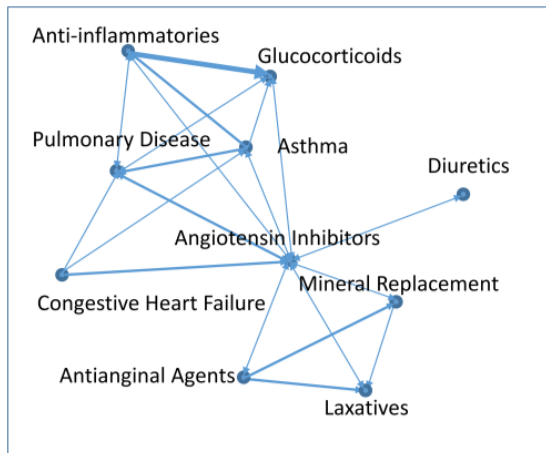 Anti-inflammatories
Glucocorticoids
Pulmonary Disease
Asthma
Diuretics
Angiotensin Inhibitors
Mineral Replacement
Congestive Heart Failure
Antianginal Agents
Laxatives